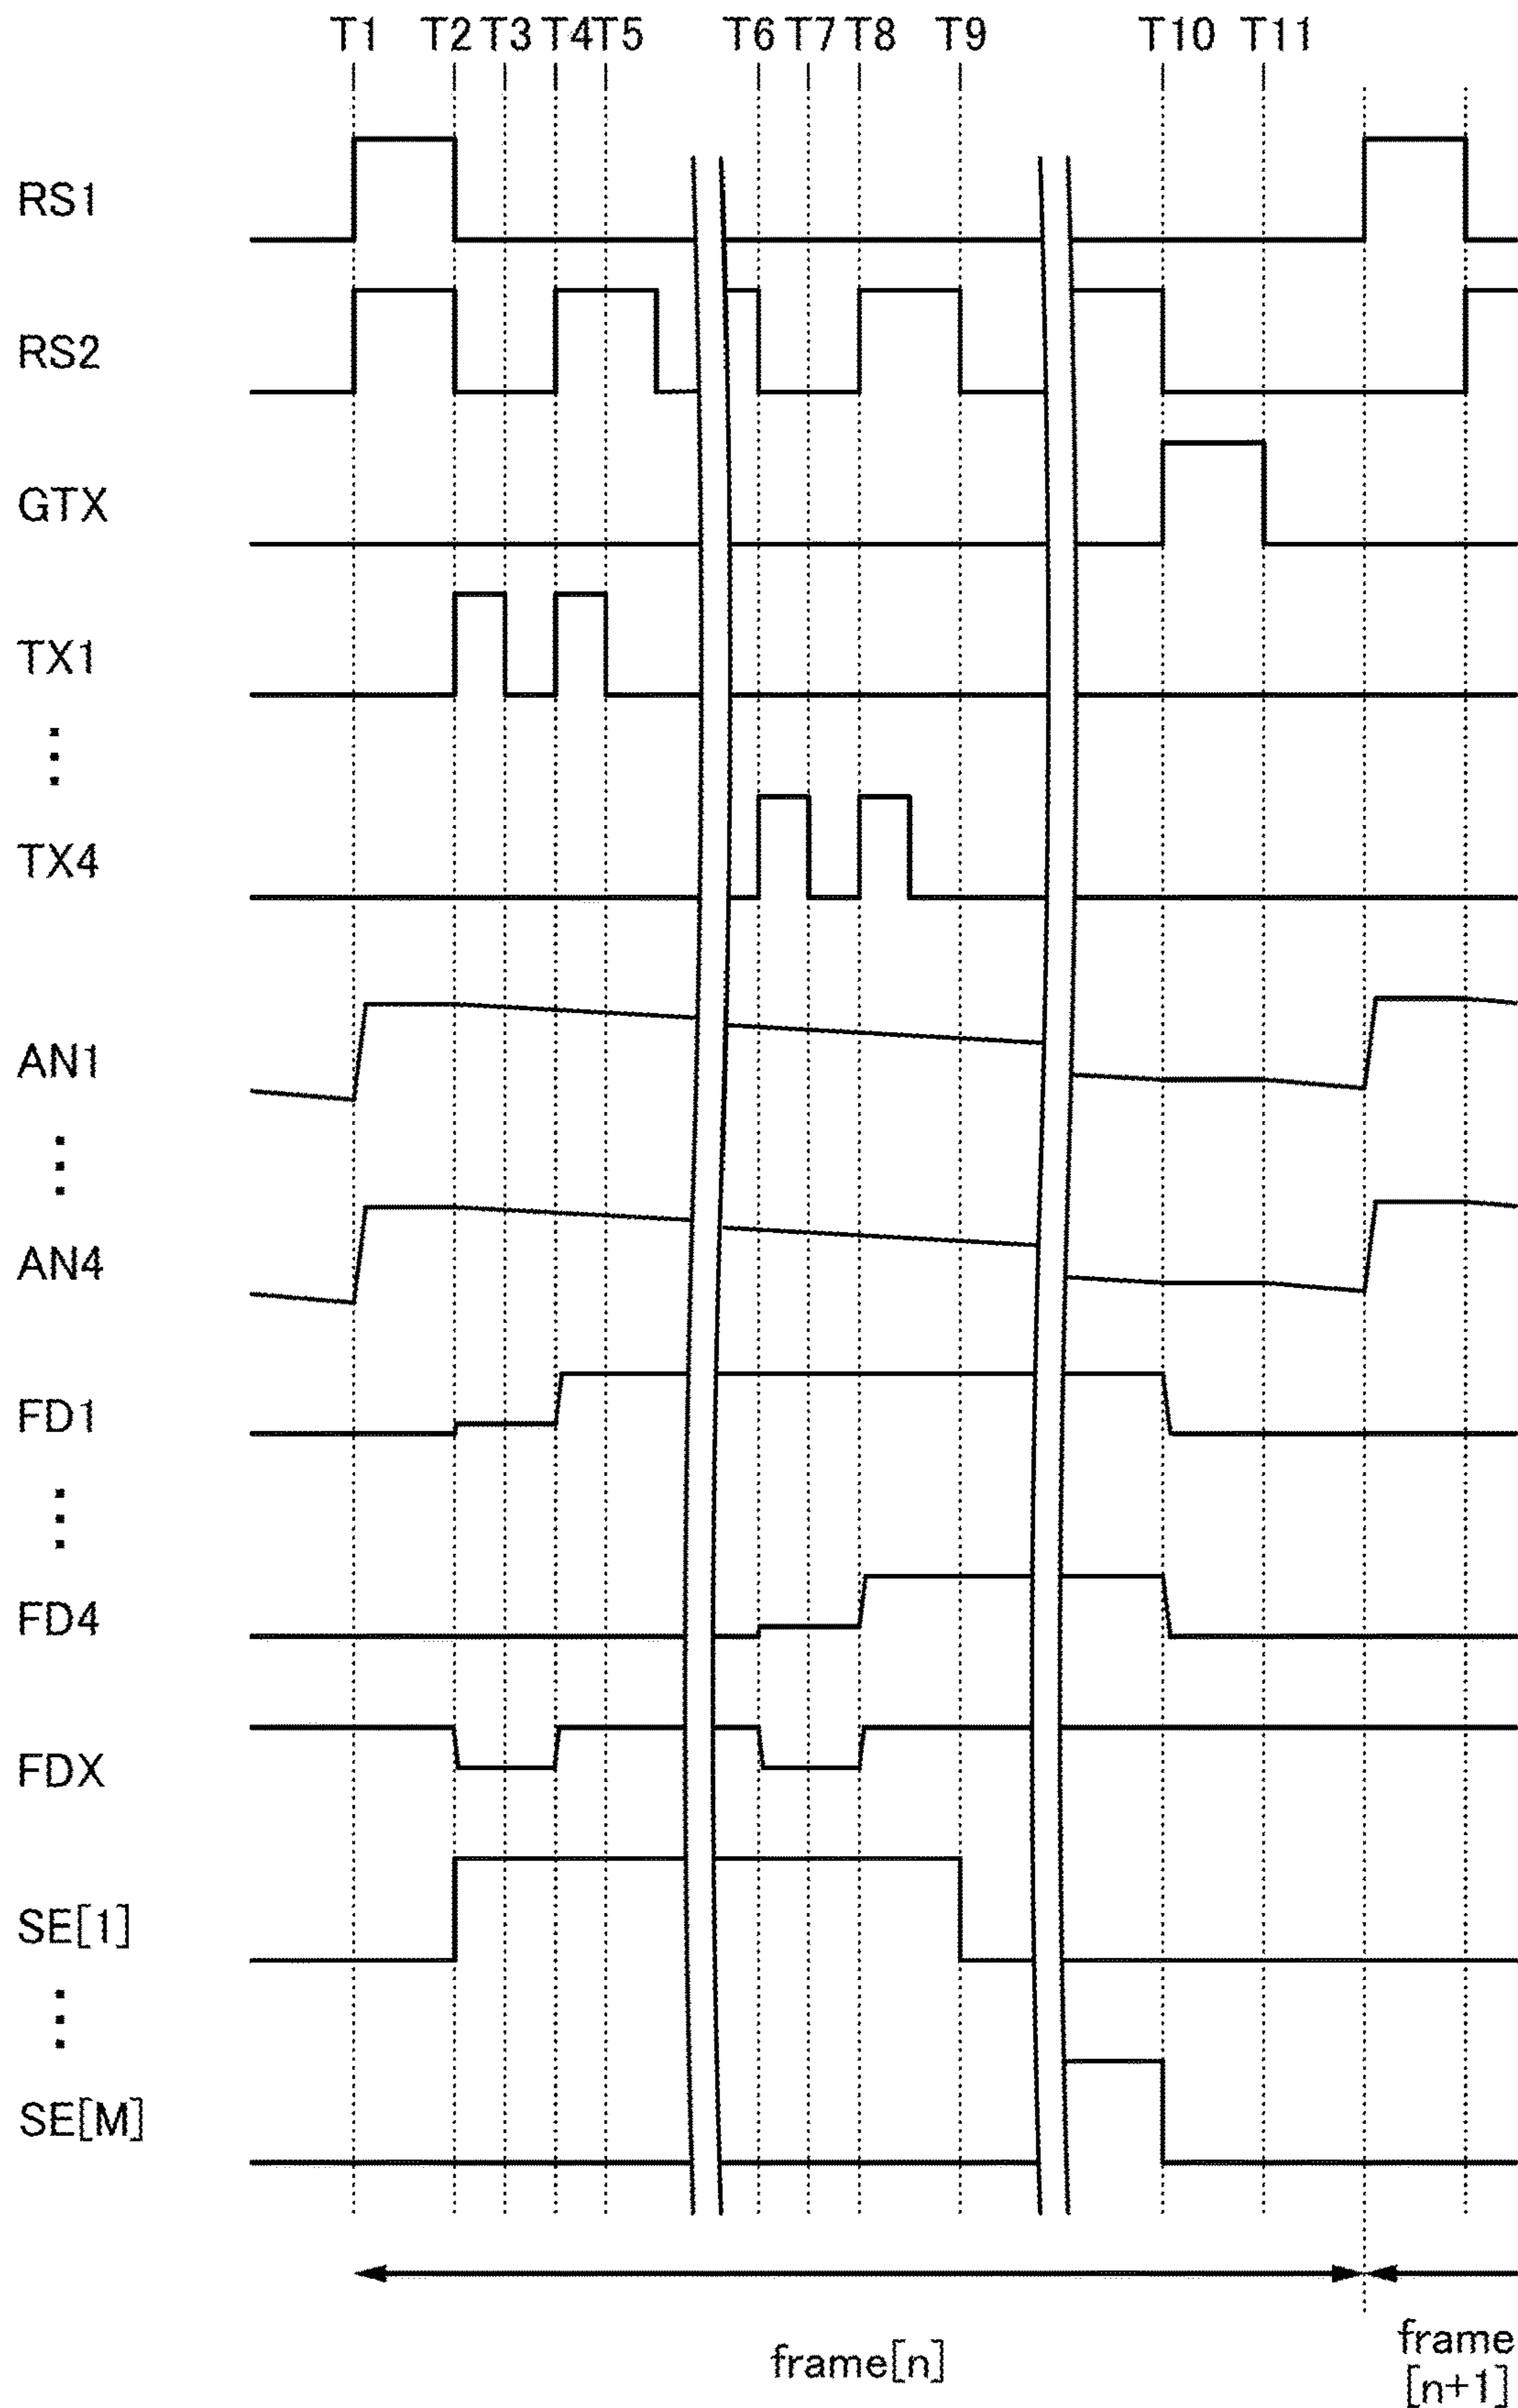 T1 T2 T3 T4 T5 T6 T7 T8 T9 T10 T11
RS1
RS2
GTX
TX1
TX4
AN1
AN4
FD1
FD4
FDX
SE[1]
SE[M]
frame[n]
frame
[n+1]